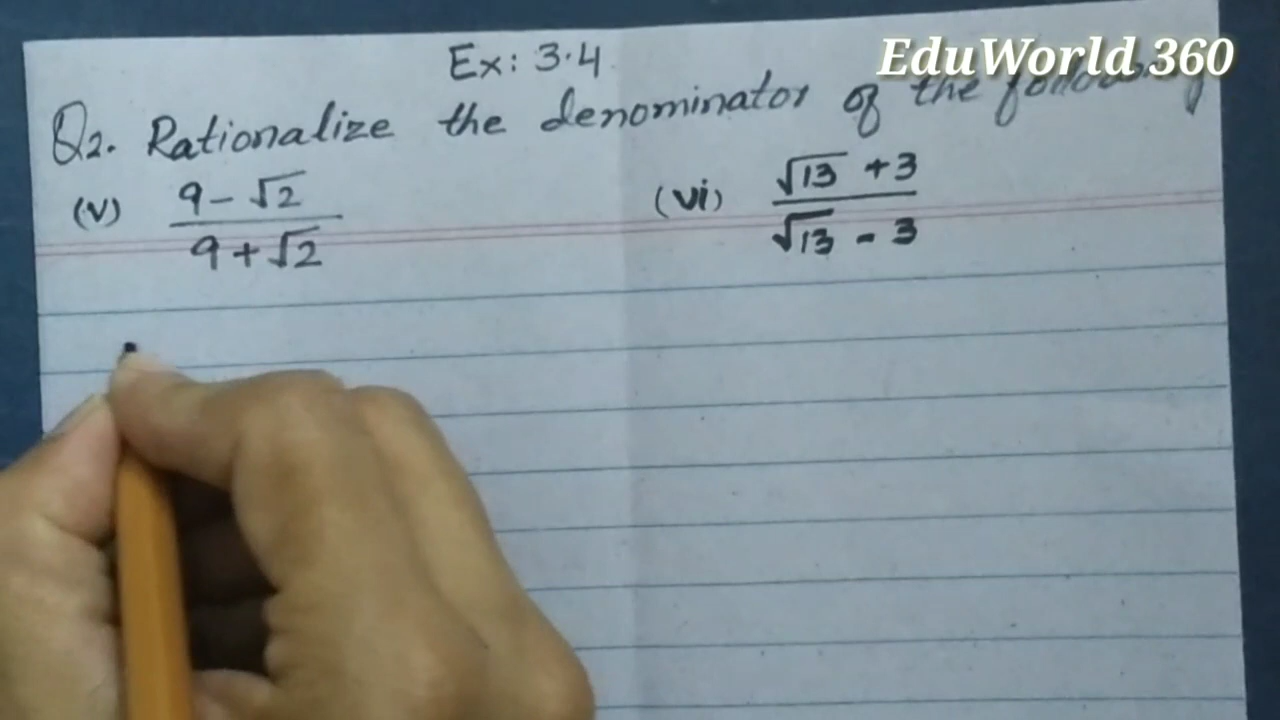 Ex: 3.4
EduWorld 360
Q2. Rationalize the denominator of the following
(v) 9 - √2 / 9 + √2
(vi) √13 + 3 / √13 - 3